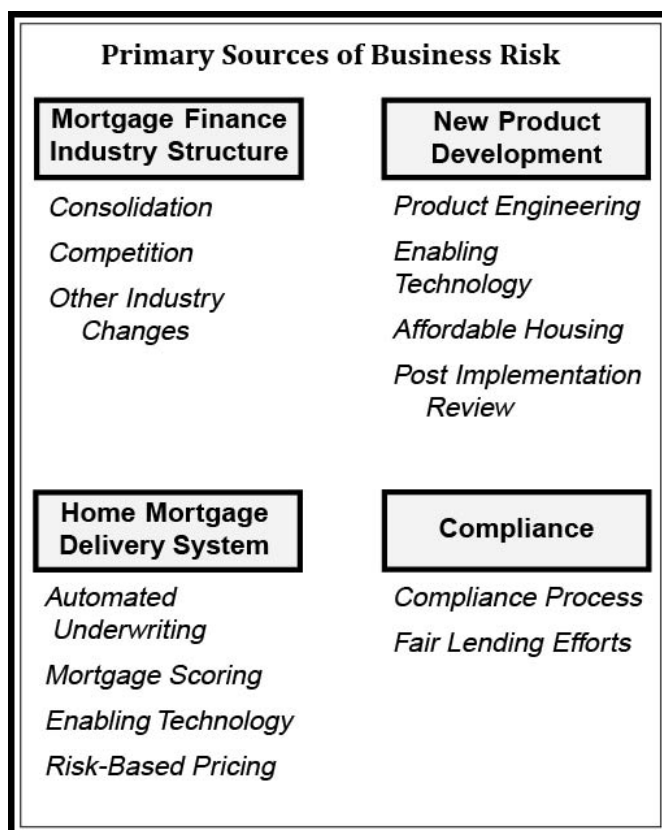 Primary Sources of Business Risk
Mortgage Finance
Industry Structure
Consolidation
Competition
Other Industry
Changes
New Product
Development
Product Engineering
Enabling
Technology
Affordable Housing
Post Implementation
Review
Home Mortgage
Delivery System
Automated
Underwriting
Mortgage Scoring
Enabling Technology
Risk-Based Pricing
Compliance
Compliance Process
Fair Lending Efforts